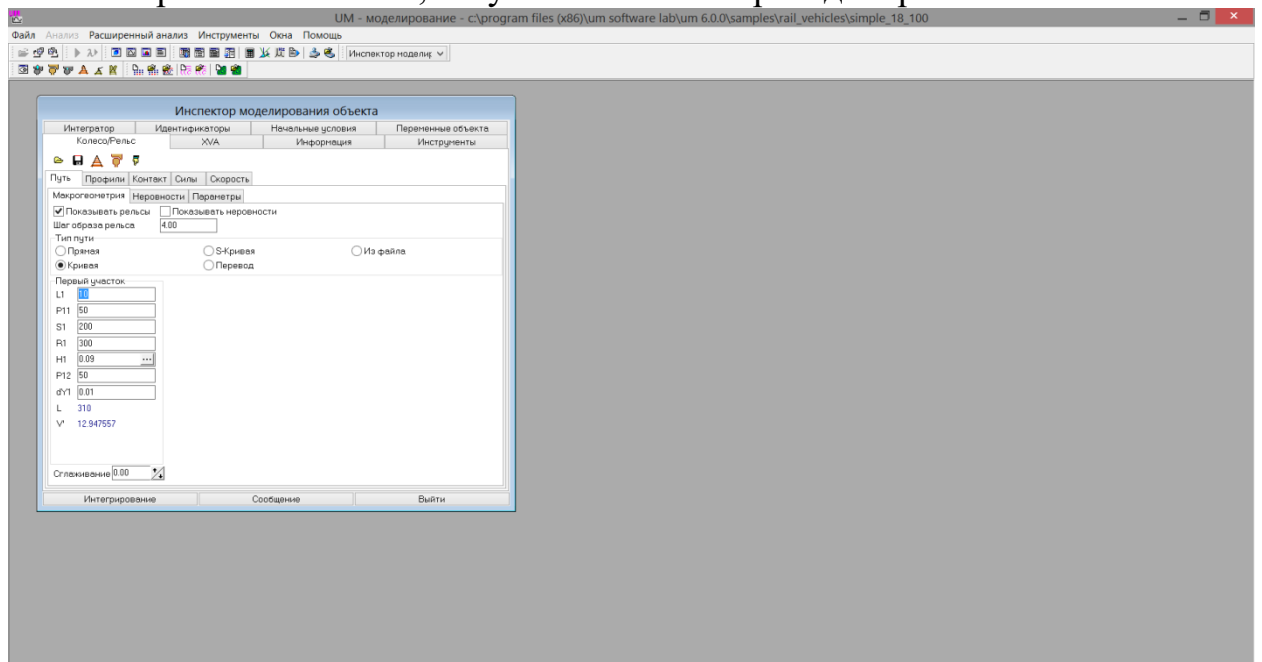 UM - моделирование - c:\program files (x86)\um software lab\um 6.0.0\samples\rail_vehicles\simple_18_100
Файл Анализ Расширенный анализ Инструменты Окна Помощь
Инспектор моделир
Инспектор моделирования объекта
Интегратор Идентификаторы Начальные условия Переменные объекта
Колесо/Рельс XVA Информация Инструменты
Путь Профили Контакт Силы Скорость
Макрогеометрия Неровности Параметры
Показывать рельсы Показывать неровности
Шаг образа рельса 4.00
Тип пути
Прямая S-Кривая Из файла
Кривая Перевод
Первый участок
L1 10
P11 50
S1 200
R1 300
H1 0.09 ...
P12 50
dY1 0.01
L 310
V' 12.947557
Сглаживание 0.00
Интегрирование Сообщение Выйти